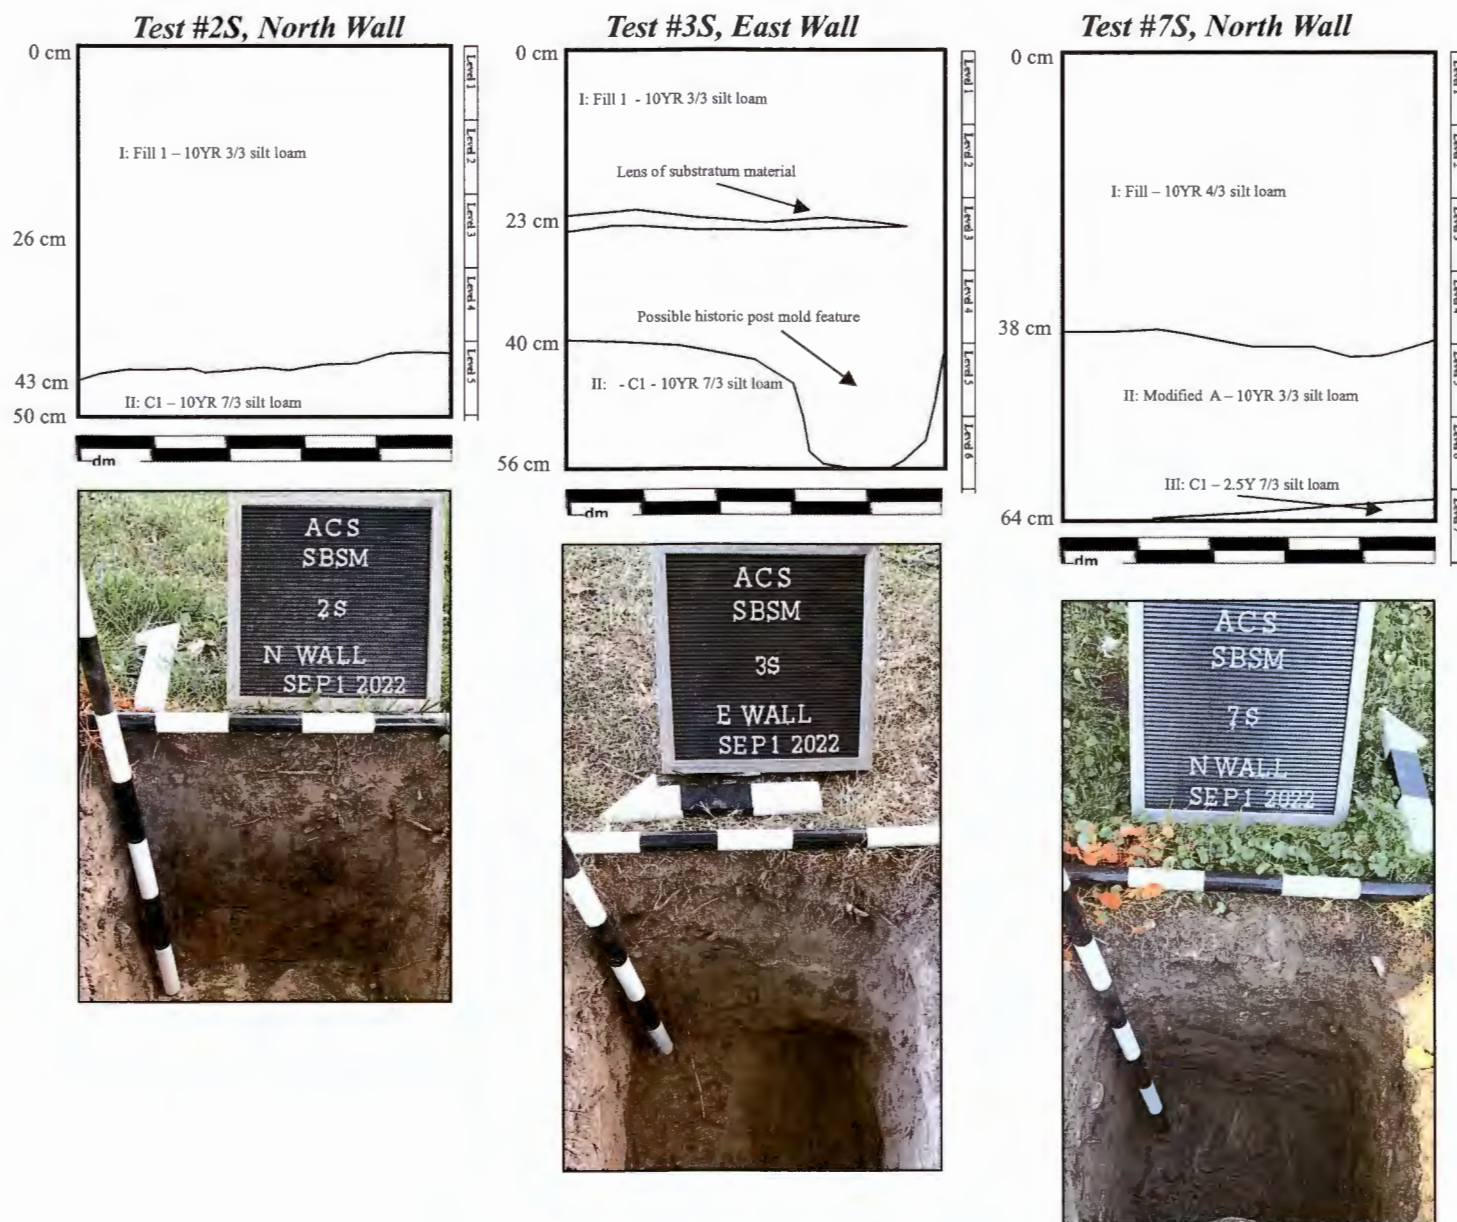 Test #2S, North Wall
0 cm
I: Fill 1 – 10YR 3/3 silt loam
26 cm
43 cm
II: C1 – 10YR 7/3 silt loam
50 cm
Level 1
Level 2
Level 3
Level 4
Level 5
dm
ACS
SBSM
2S
N WALL
SEP 1 2022
Test #3S, East Wall
0 cm
I: Fill 1 - 10YR 3/3 silt loam
Lens of substratum material
23 cm
Possible historic post mold feature
40 cm
II: - C1 - 10YR 7/3 silt loam
56 cm
Level 1
Level 2
Level 3
Level 4
Level 5
Level 6
dm
ACS
SBSM
3S
E WALL
SEP 1 2022
Test #7S, North Wall
0 cm
I: Fill – 10YR 4/3 silt loam
38 cm
II: Modified A – 10YR 3/3 silt loam
III: C1 – 2.5Y 7/3 silt loam
64 cm
dm
ACS
SBSM
7S
N WALL
SEP 1 2022